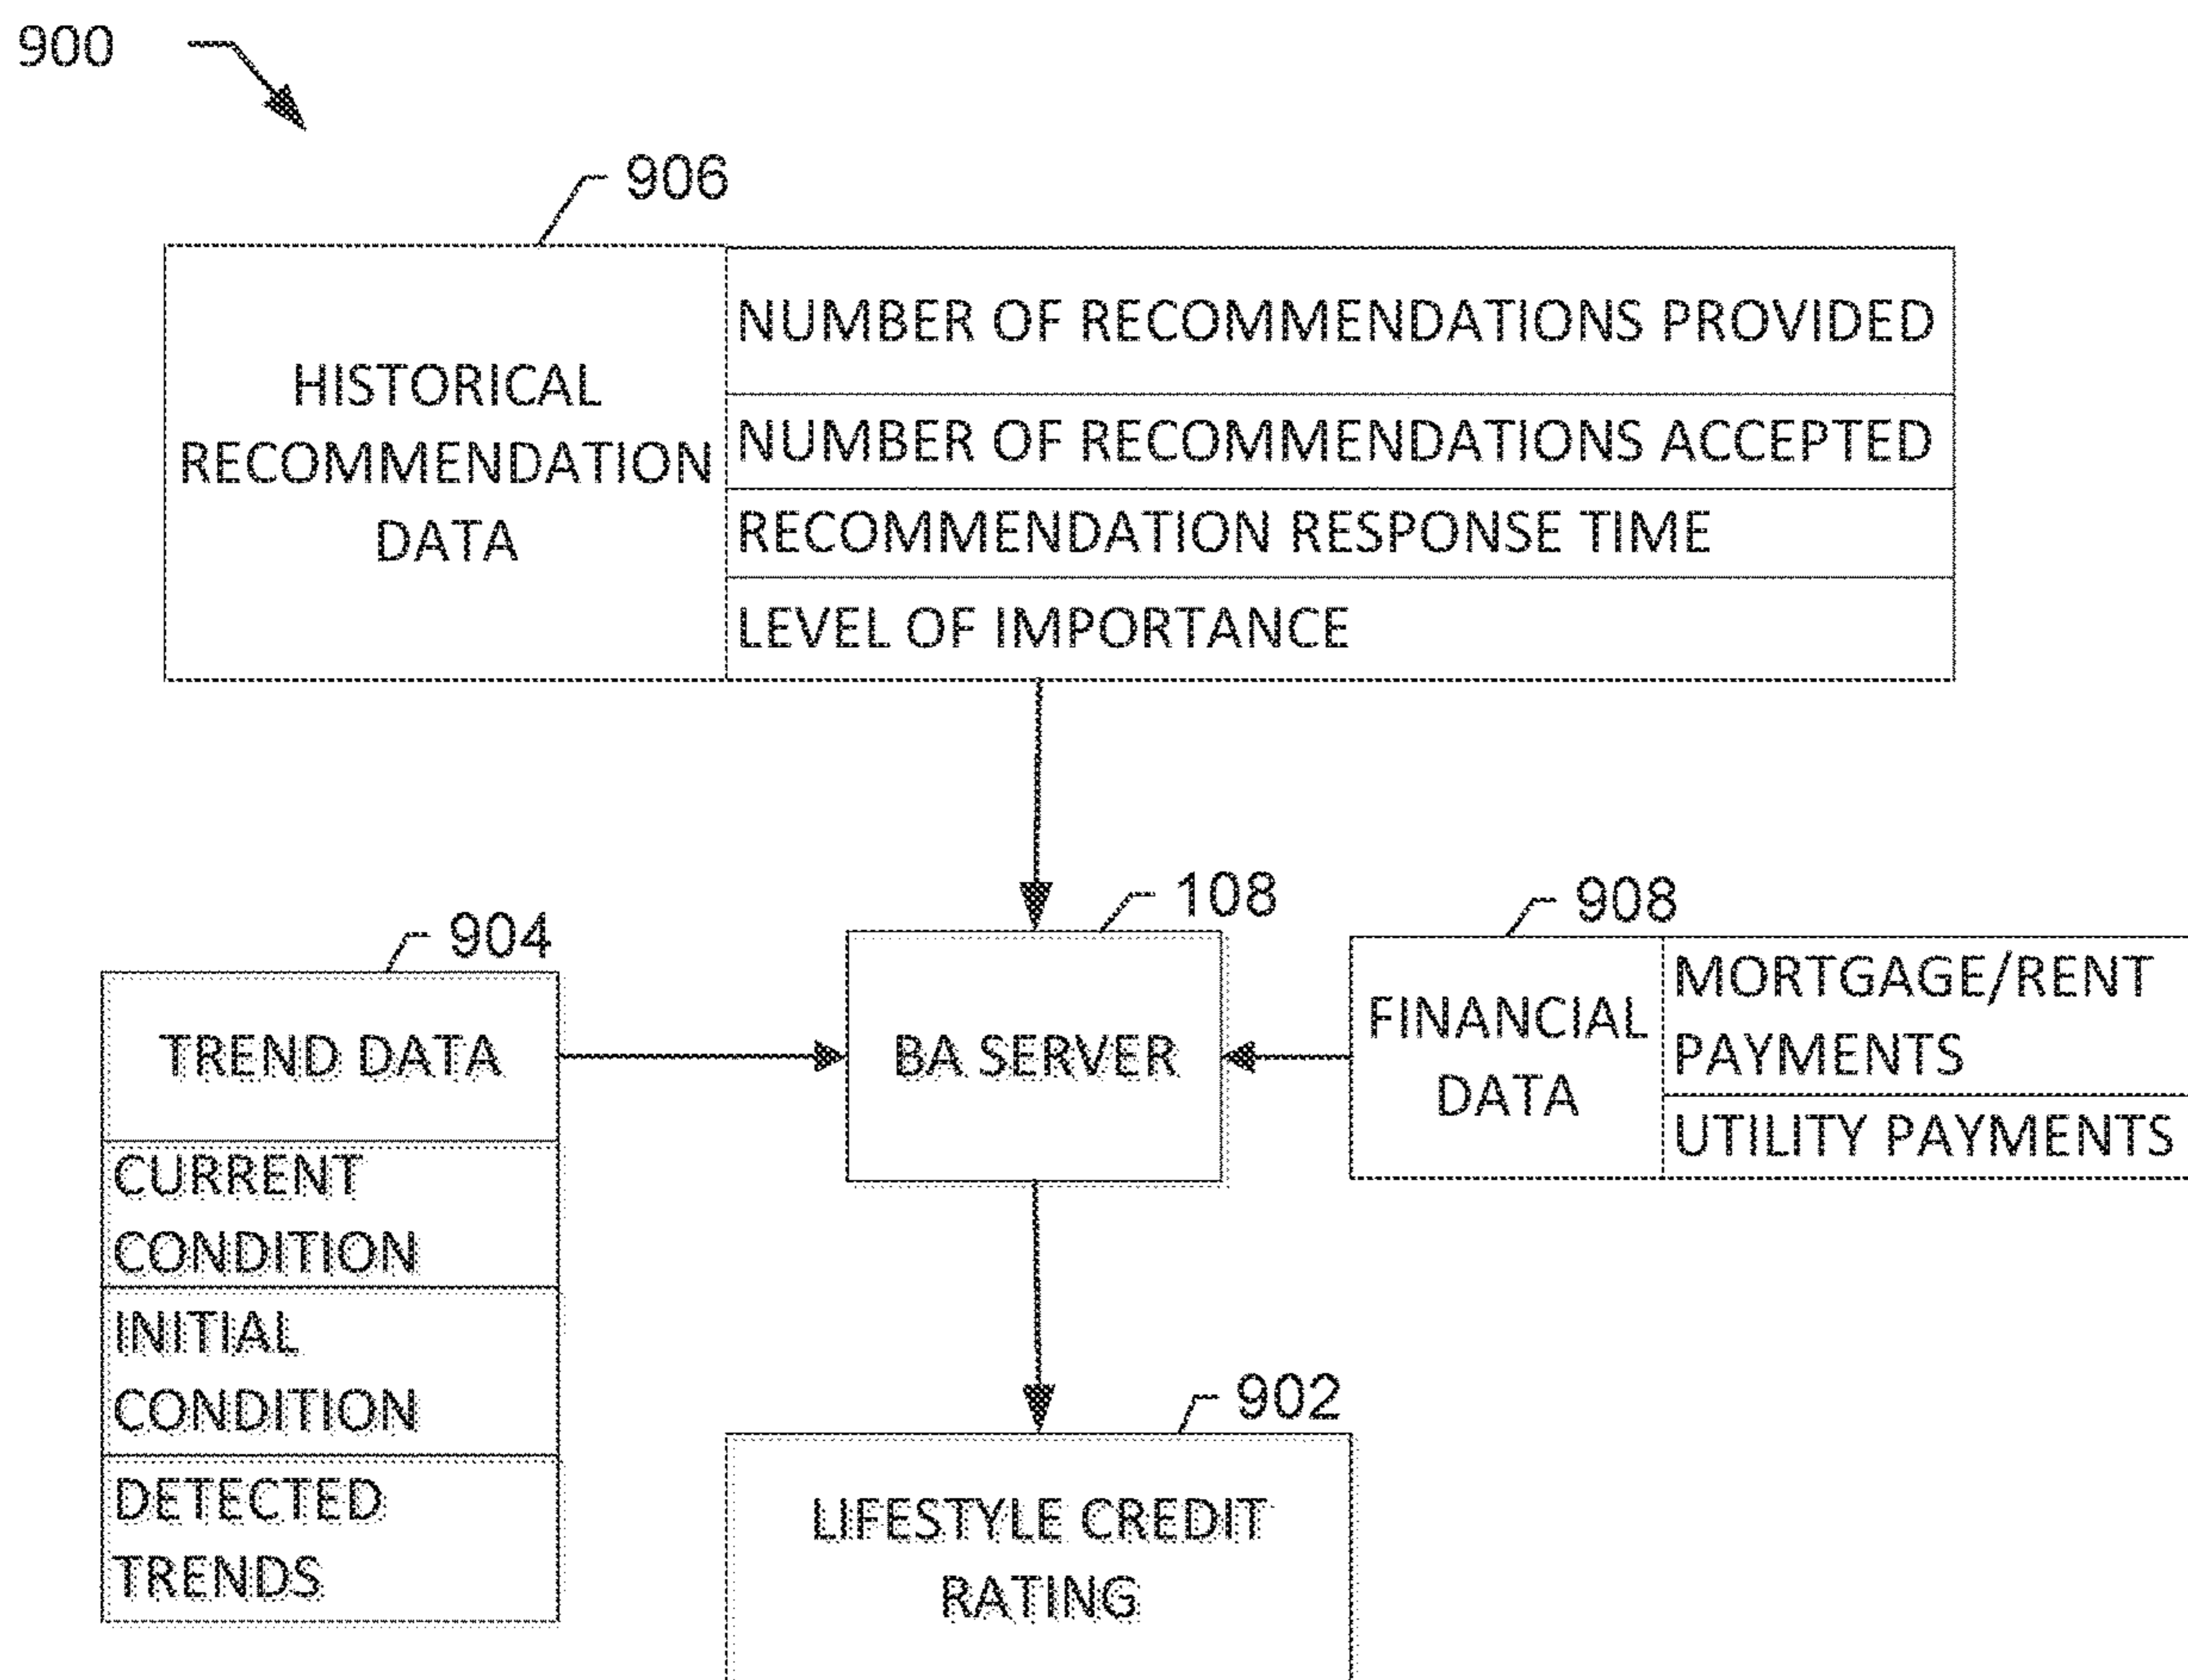 900
906
HISTORICAL
RECOMMENDATION
DATA
NUMBER OF RECOMMENDATIONS PROVIDED
NUMBER OF RECOMMENDATIONS ACCEPTED
RECOMMENDATION RESPONSE TIME
LEVEL OF IMPORTANCE
904
TREND DATA
CURRENT
CONDITION
INITIAL
CONDITION
DETECTED
TRENDS
108
BA SERVER
908
FINANCIAL
DATA
MORTGAGE/RENT
PAYMENTS
UTILITY PAYMENTS
902
LIFESTYLE CREDIT
RATING